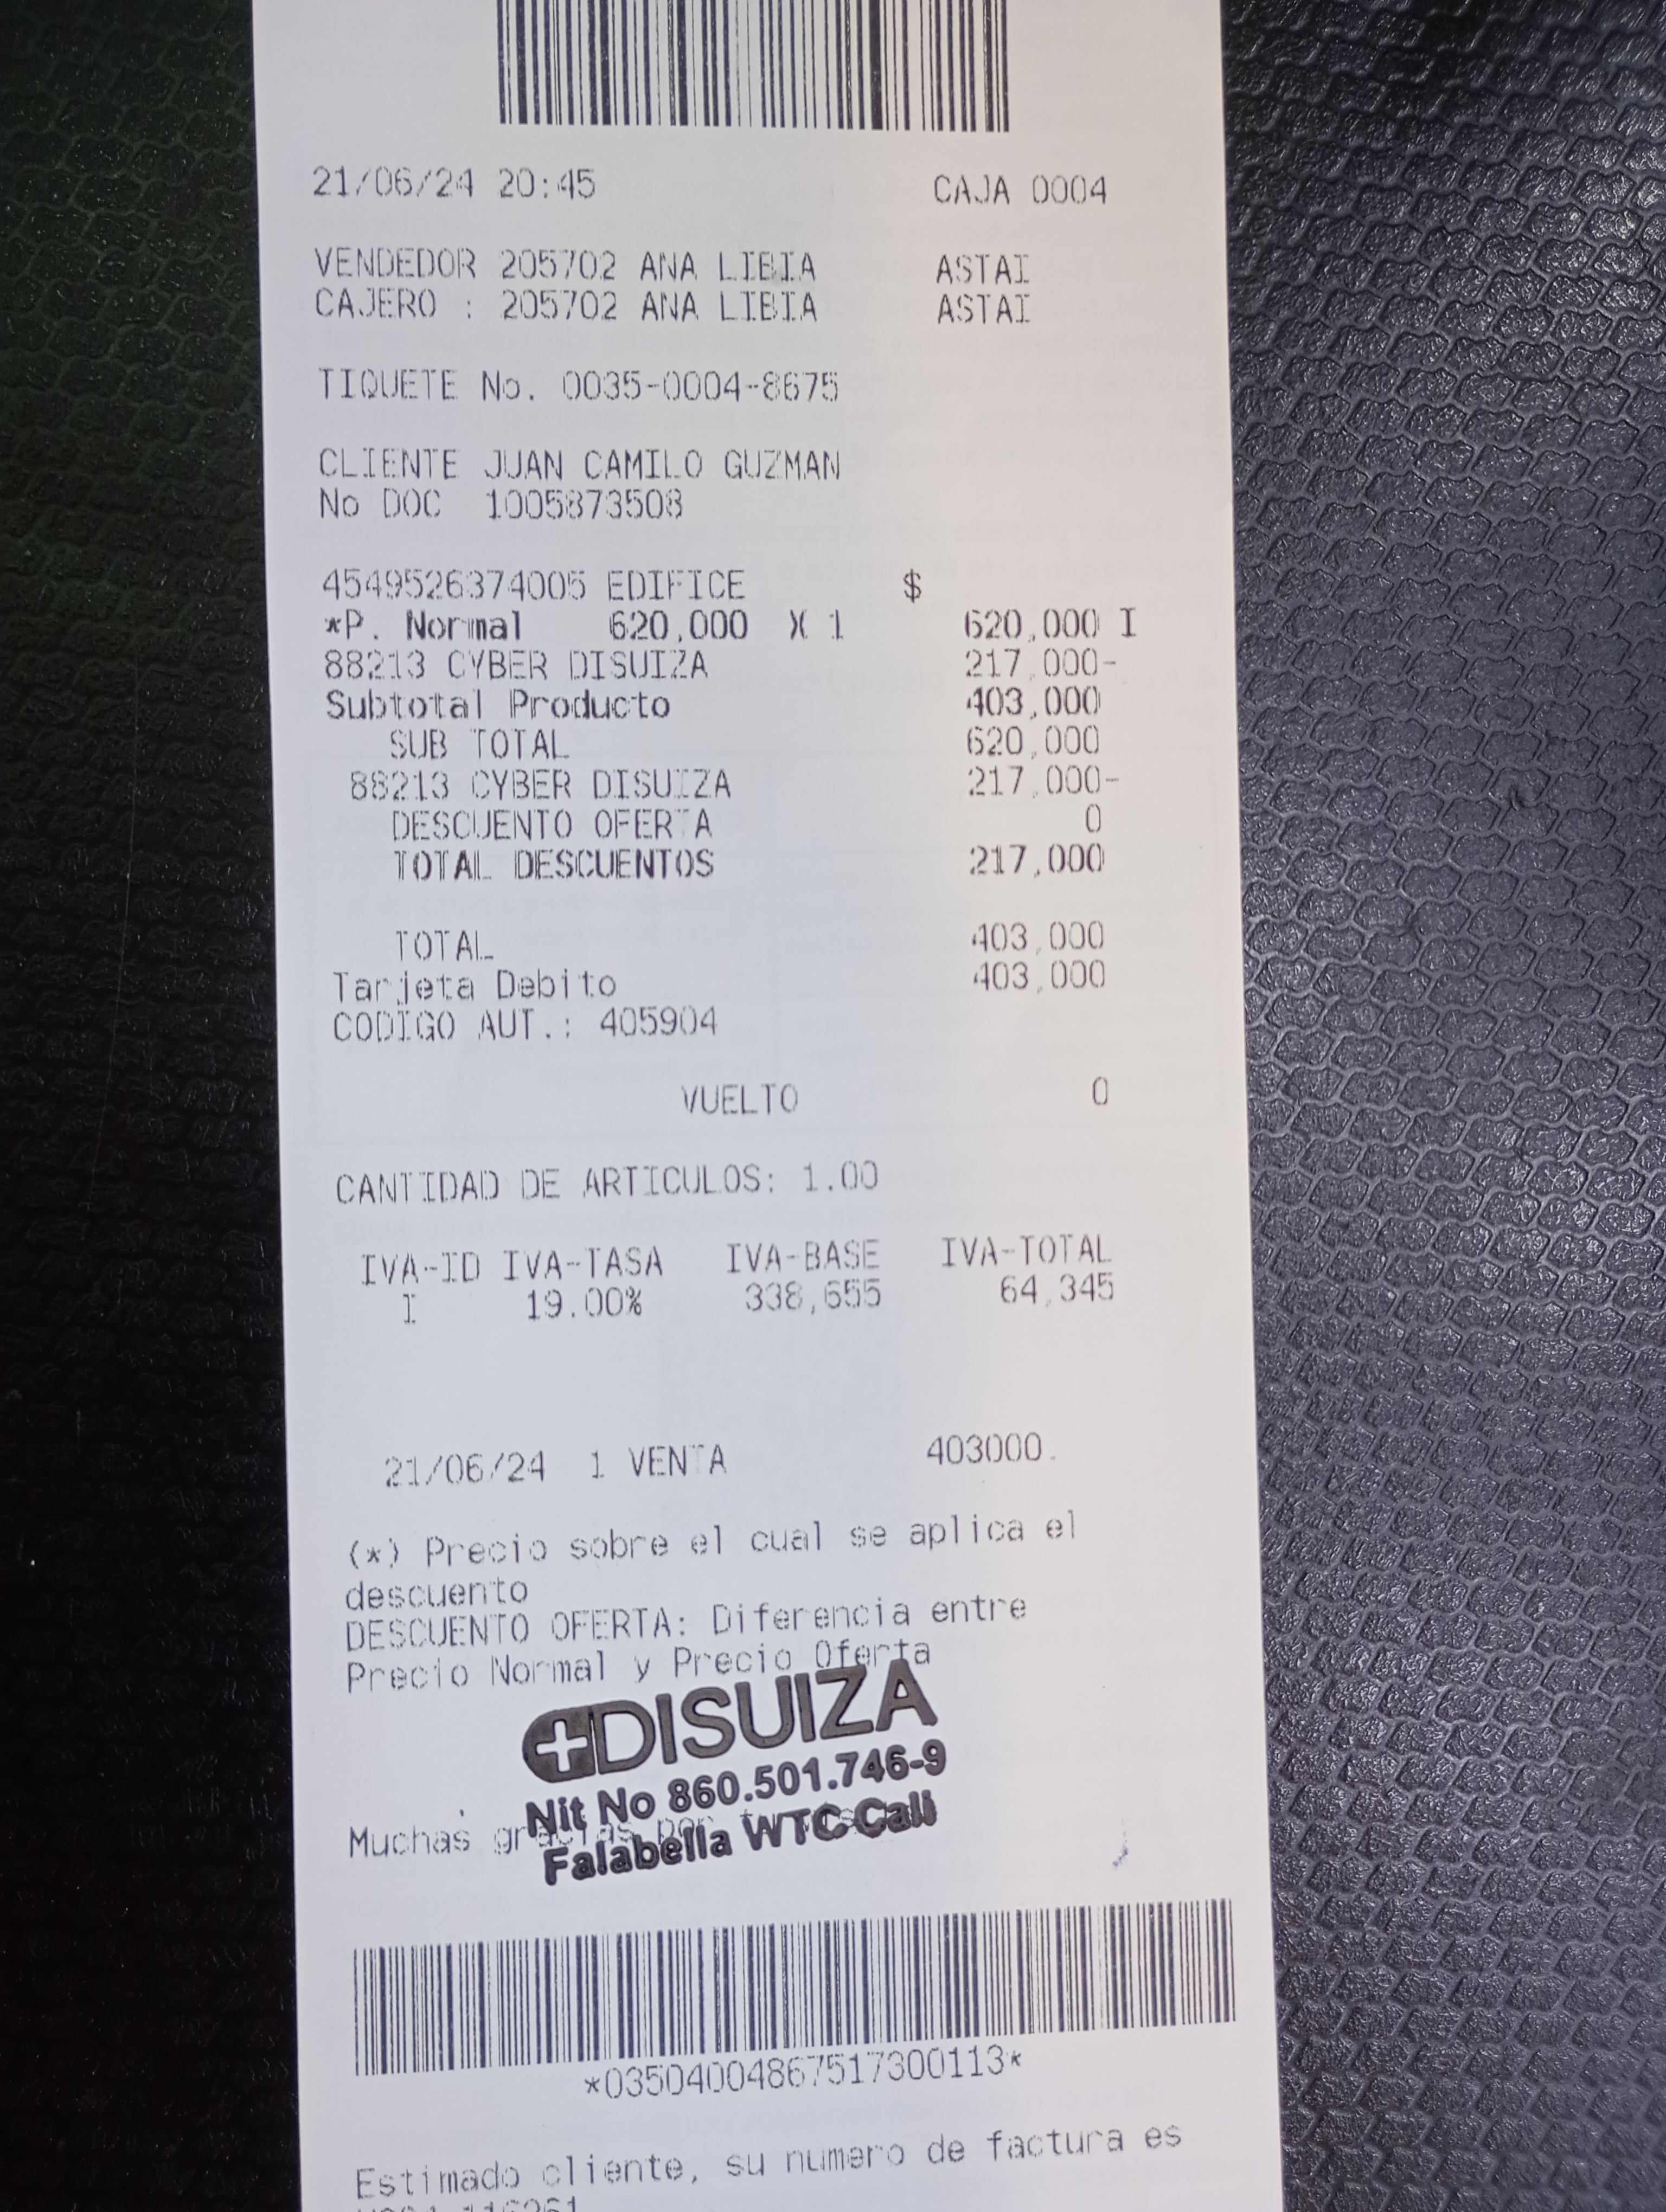 21/06/24 20:45 CAJA 0004
VENDEDOR 205702 ANA LIBIA ASTAI
CAJERO : 205702 ANA LIBIA ASTAI
TIQUETE No. 0035-0004-8675
CLIENTE JUAN CAMILO GUZMAN
No DOC 1005873508
4549526374005 EDIFICE $
*P. Normal 620,000 X 1 620,000 I
88213 CYBER DISUIZA 217,000-
Subtotal Producto 403,000
SUB TOTAL 620,000
88213 CYBER DISUIZA 217,000-
DESCUENTO OFERTA 0
TOTAL DESCUENTOS 217,000
TOTAL 403,000
Tarjeta Debito 403,000
CODIGO AUT.: 405904
VUELTO 0
CANTIDAD DE ARTICULOS: 1.00
IVA-ID IVA-TASA IVA-BASE IVA-TOTAL
I 19.00% 338,655 64,345
21/06/24 1 VENTA 403000.
(*) Precio sobre el cual se aplica el
descuento
DESCUENTO OFERTA: Diferencia entre
Precio Normal y Precio Oferta
DISUIZA
Nit No 860.501.746-9
Falabella WTC-Cali
Muchas gracias por
*03504004867517300113*
Estimado cliente, su numero de factura es